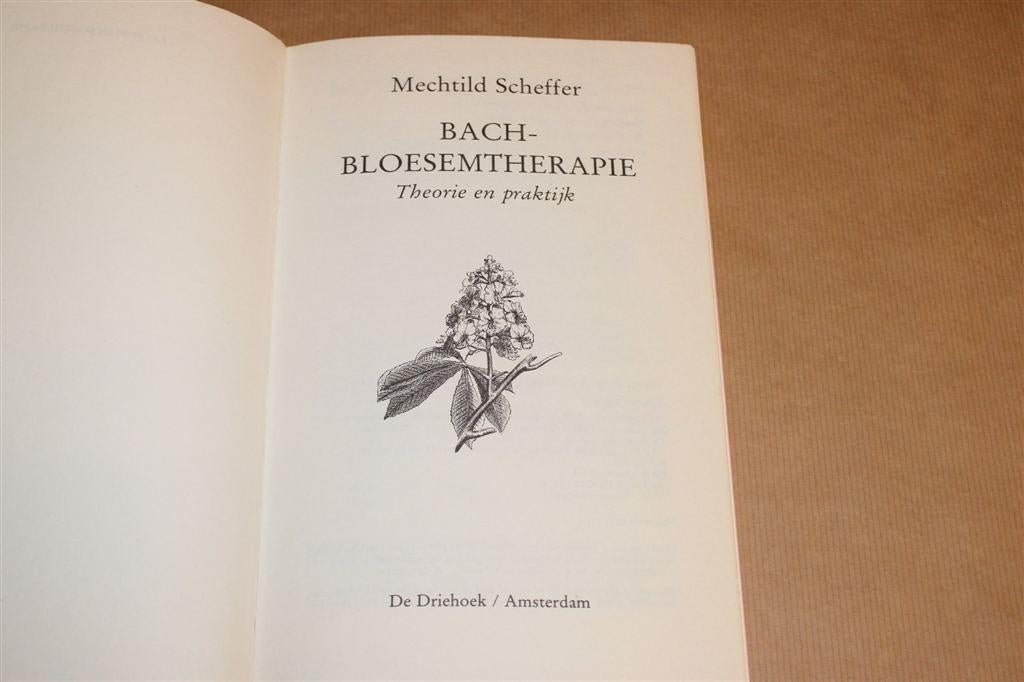 Mechtild Scheffer
BACH-
BLOESEMTHERAPIE
Theorie en praktijk
De Driehoek / Amsterdam